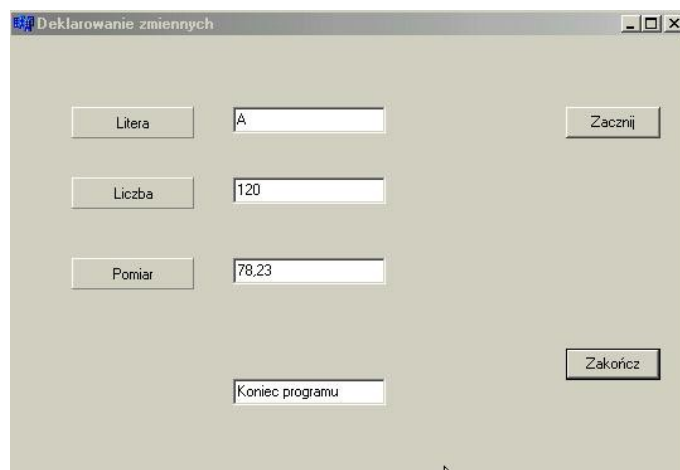 Deklarowanie zmiennych
Litera
A
Zacznij
Liczba
120
Pomiar
78,23
Zakończ
Koniec programu